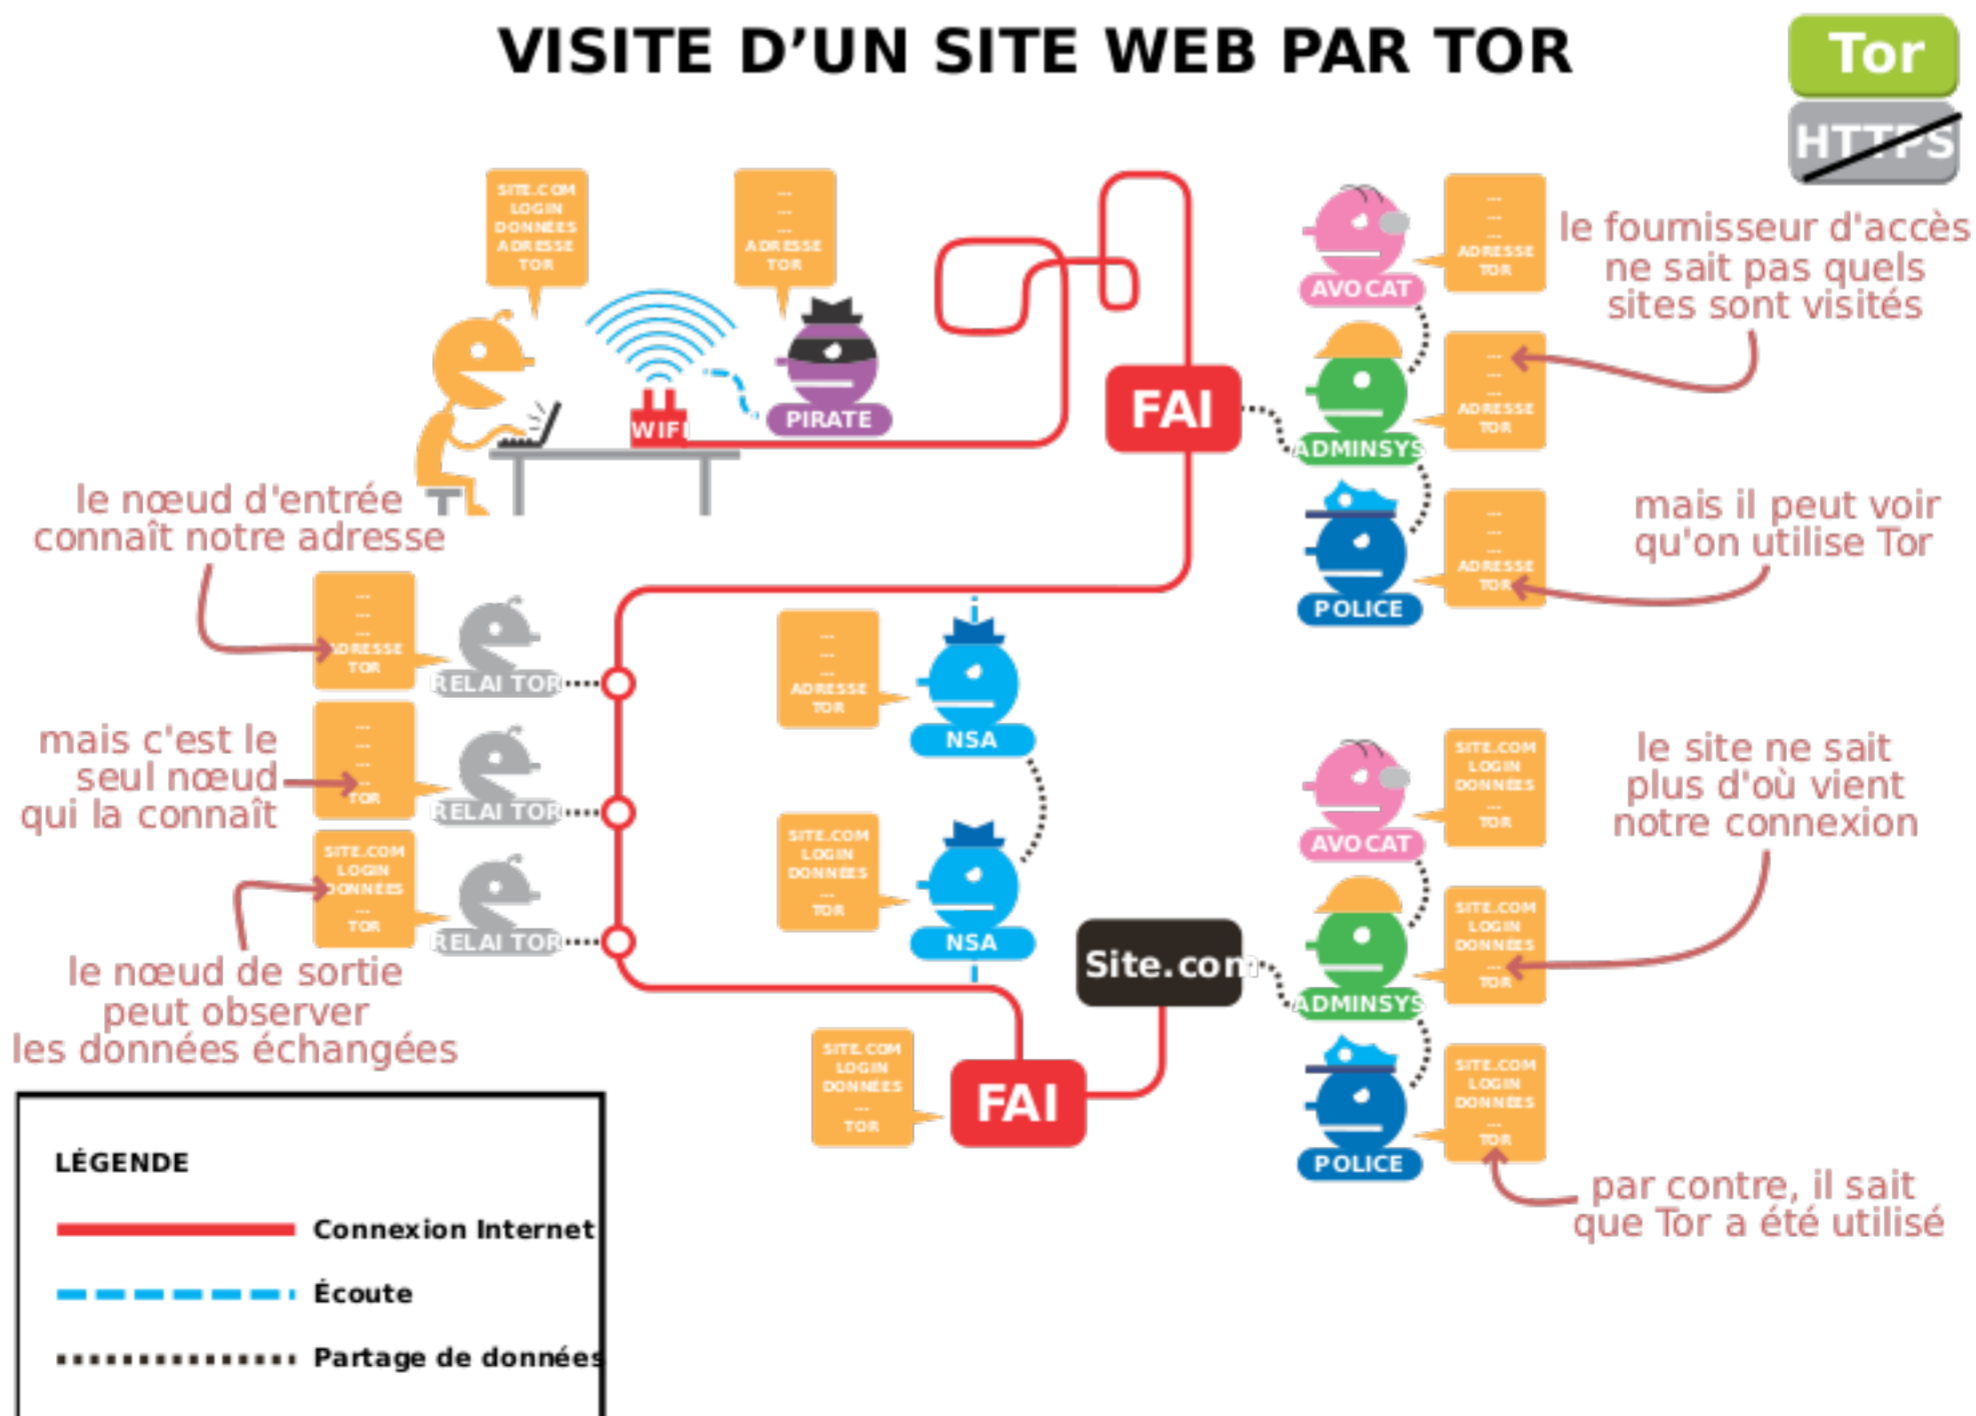 VISITE D’UN SITE WEB PAR TOR
Tor
HTTPS
SITE.COM
LOGIN
DONNÉES
ADRESSE
TOR
...
...
...
ADRESSE
TOR
WIFI
PIRATE
FAI
AVOCAT
...
...
...
ADRESSE
TOR
le fournisseur d'accès
ne sait pas quels
sites sont visités
ADMINSYS
...
...
...
ADRESSE
TOR
POLICE
...
...
...
ADRESSE
TOR
mais il peut voir
qu'on utilise Tor
le nœud d'entrée
connaît notre adresse
...
...
...
ADRESSE
TOR
RELAI TOR
mais c'est le
seul nœud
qui la connaît
...
...
...
...
TOR
RELAI TOR
SITE.COM
LOGIN
DONNÉES
...
TOR
RELAI TOR
le nœud de sortie
peut observer
les données échangées
...
...
...
ADRESSE
TOR
NSA
SITE.COM
LOGIN
DONNÉES
...
TOR
NSA
SITE.COM
LOGIN
DONNÉES
...
TOR
FAI
Site.com
AVOCAT
SITE.COM
LOGIN
DONNÉES
...
TOR
le site ne sait
plus d'où vient
notre connexion
ADMINSYS
SITE.COM
LOGIN
DONNÉES
...
TOR
POLICE
SITE.COM
LOGIN
DONNÉES
...
TOR
par contre, il sait
que Tor a été utilisé
LÉGENDE
Connexion Internet
Écoute
Partage de données